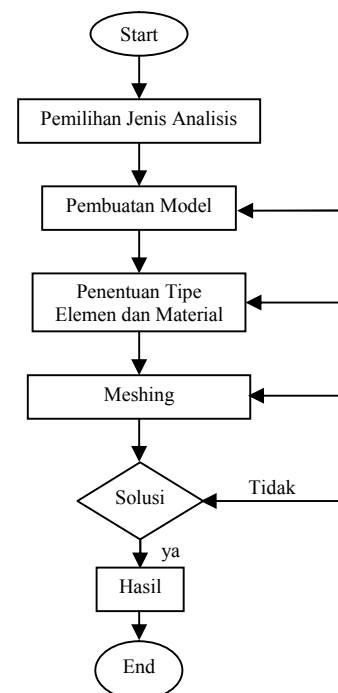 Start
Pemilihan Jenis Analisis
Pembuatan Model
Penentuan Tipe
Elemen dan Material
Meshing
Solusi
Tidak
ya
Hasil
End